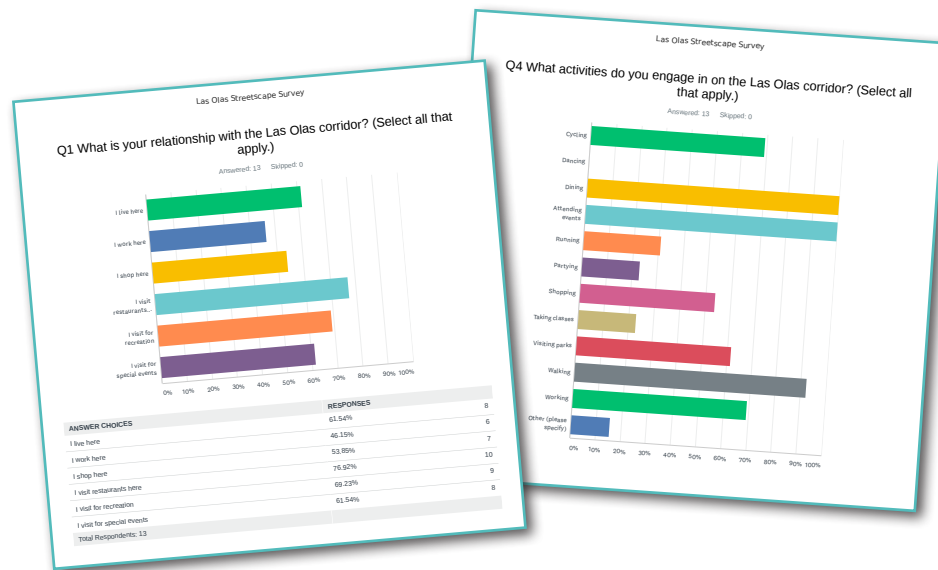 Las Olas Streetscape Survey
Q1 What is your relationship with the Las Olas corridor? (Select all that
apply.)
Answered: 13 Skipped: 0
I live here
I work here
I shop here
I visit
restaurants...
I visit for
recreation
I visit for
special events
0% 10% 20% 30% 40% 50% 60% 70% 80% 90% 100%
ANSWER CHOICES RESPONSES
I live here 61.54% 8
I work here 46.15% 6
I shop here 53.85% 7
I visit restaurants here 76.92% 10
I visit for recreation 69.23% 9
I visit for special events 61.54% 8
Total Respondents: 13
Las Olas Streetscape Survey
Q4 What activities do you engage in on the Las Olas corridor? (Select all
that apply.)
Answered: 13 Skipped: 0
Cycling
Dancing
Dining
Attending
events
Running
Partying
Shopping
Taking classes
Visiting parks
Walking
Working
Other (please
specify)
0% 10% 20% 30% 40% 50% 60% 70% 80% 90% 100%